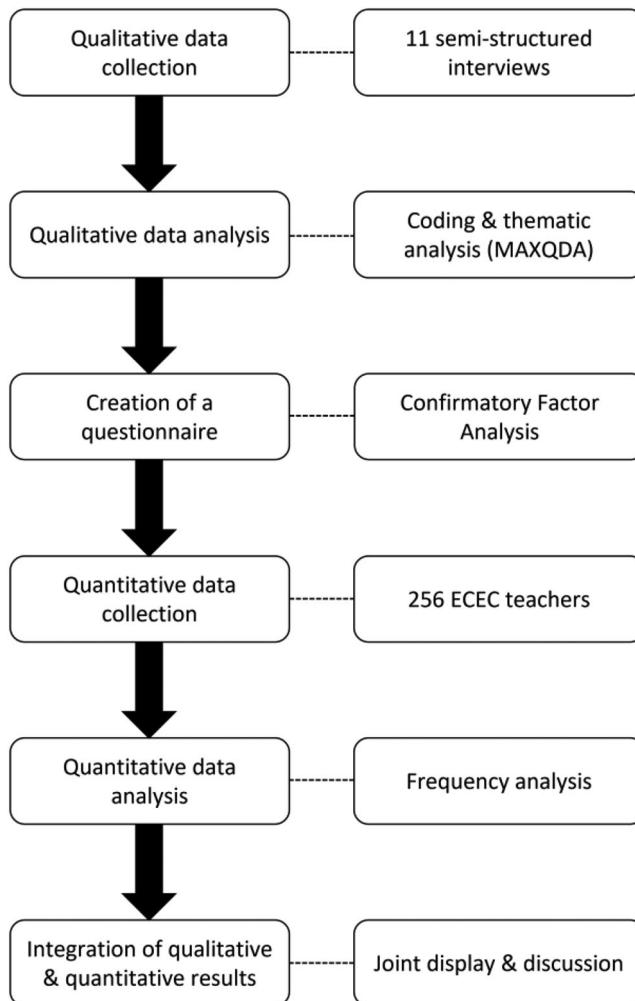 Qualitative data
collection
11 semi-structured
interviews
Qualitative data analysis
Coding & thematic
analysis (MAXQDA)
Creation of a
questionnaire
Confirmatory Factor
Analysis
Quantitative data
collection
256 ECEC teachers
Quantitative data
analysis
Frequency analysis
Integration of qualitative
& quantitative results
Joint display & discussion